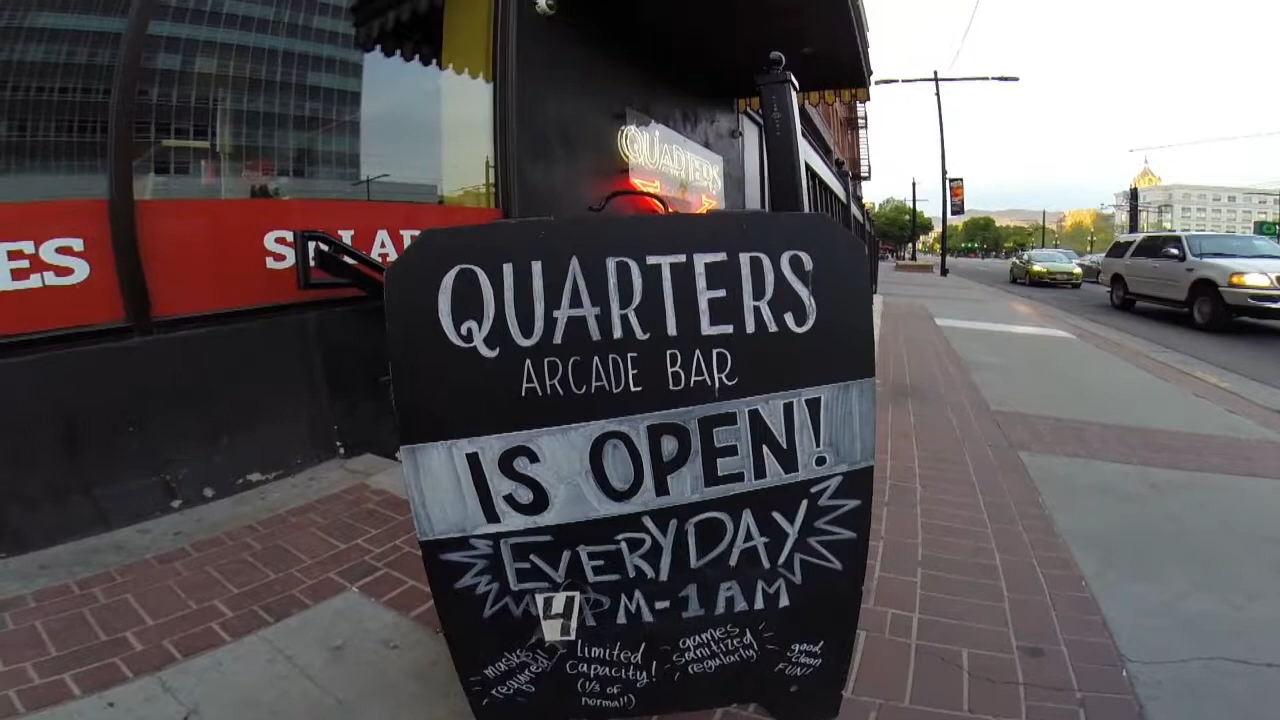 ES
SALAD
QUARTERS
QUARTERS
ARCADE BAR
IS OPEN!
EVERYDAY
4PM-1AM
masks
required!!
limited
capacity!
(1/3 of
normal!)
games
sanitized
regularly!
good,
clean
FUN!